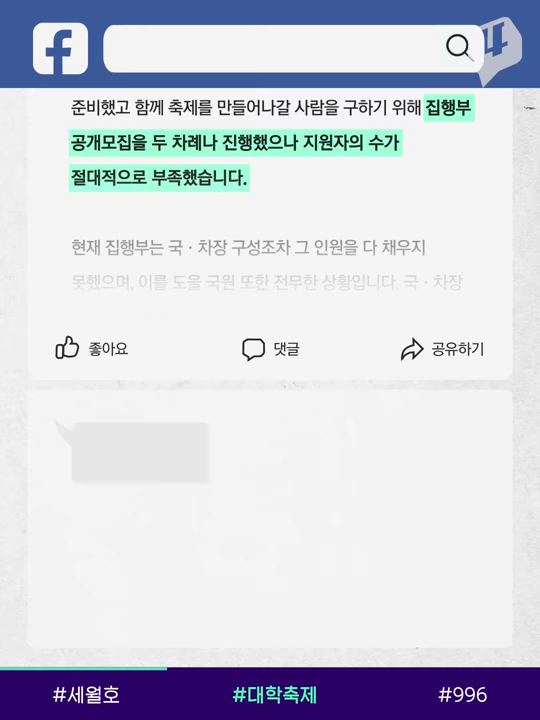 준비했고 함께 축제를 만들어나갈 사람을 구하기 위해 집행부
공개모집을 두 차례나 진행했으나 지원자의 수가
절대적으로 부족했습니다.
현재 집행부는 국 · 차장 구성조차 그 인원을 다 채우지
못했으며, 이를 도울 국원 또한 전무한 상황입니다. 국 · 차장
좋아요 댓글 공유하기
#세월호 #대학축제 #996